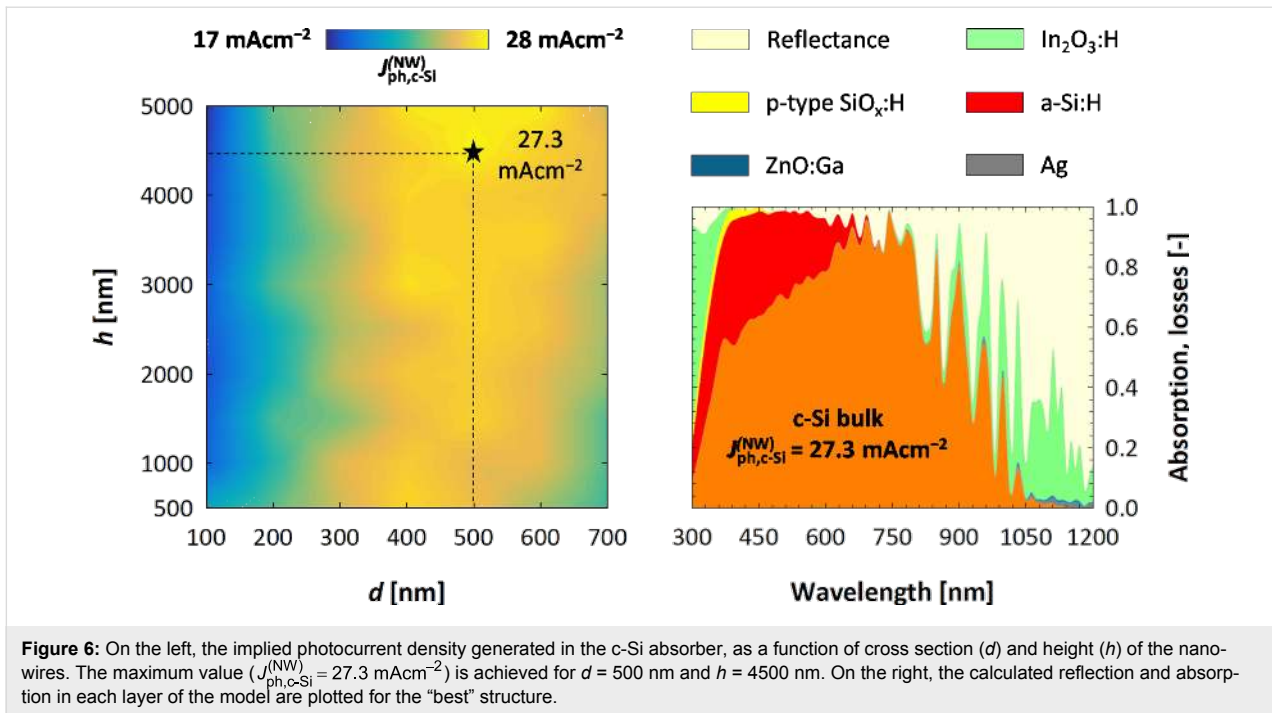 17 mAcm⁻² 28 mAcm⁻²
J(NW)ph,c-Si
5000
4000
3000
2000
1000
500
h [nm]
27.3
mAcm⁻²
100 200 300 400 500 600 700
d [nm]
Reflectance In₂O₃:H
p-type SiOₓ:H a-Si:H
ZnO:Ga Ag
1.0
0.8
0.6
0.4
0.2
0.0
Absorption, losses [-]
c-Si bulk
J(NW)ph,c-Si = 27.3 mAcm⁻²
300 450 600 750 900 1050 1200
Wavelength [nm]
Figure 6: On the left, the implied photocurrent density generated in the c-Si absorber, as a function of cross section (d) and height (h) of the nano-
wires. The maximum value (J(NW)ph,c-Si = 27.3 mAcm⁻²) is achieved for d = 500 nm and h = 4500 nm. On the right, the calculated reflection and absorp-
tion in each layer of the model are plotted for the “best” structure.